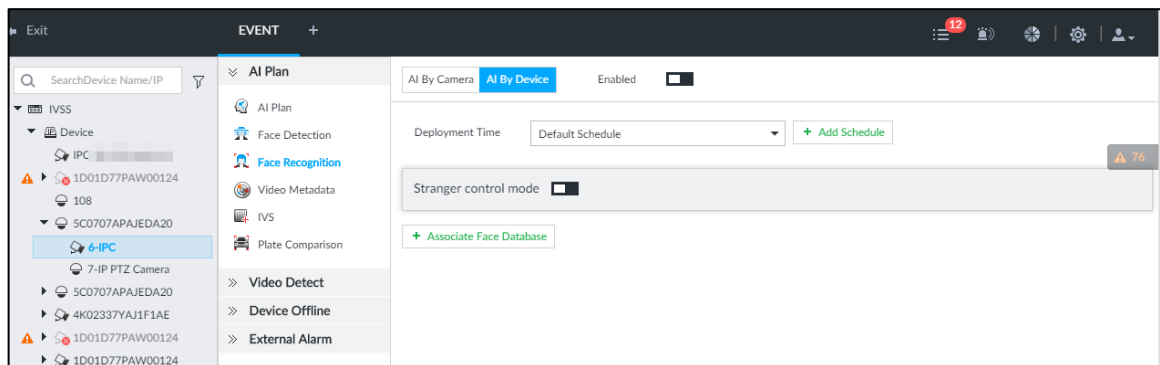 Exit
EVENT +
12
SearchDevice Name/IP
IVSS
Device
IPC
1D01D77PAW00124
108
5C0707APAJEDA20
6-IPC
7-IP PTZ Camera
5C0707APAJEDA20
4K02337YAJ1F1AE
1D01D77PAW00124
1D01D77PAW00124
AI Plan
AI Plan
Face Detection
Face Recognition
Video Metadata
IVS
Plate Comparison
Video Detect
Device Offline
External Alarm
AI By Camera AI By Device Enabled
Deployment Time Default Schedule + Add Schedule
76
Stranger control mode
+ Associate Face Database